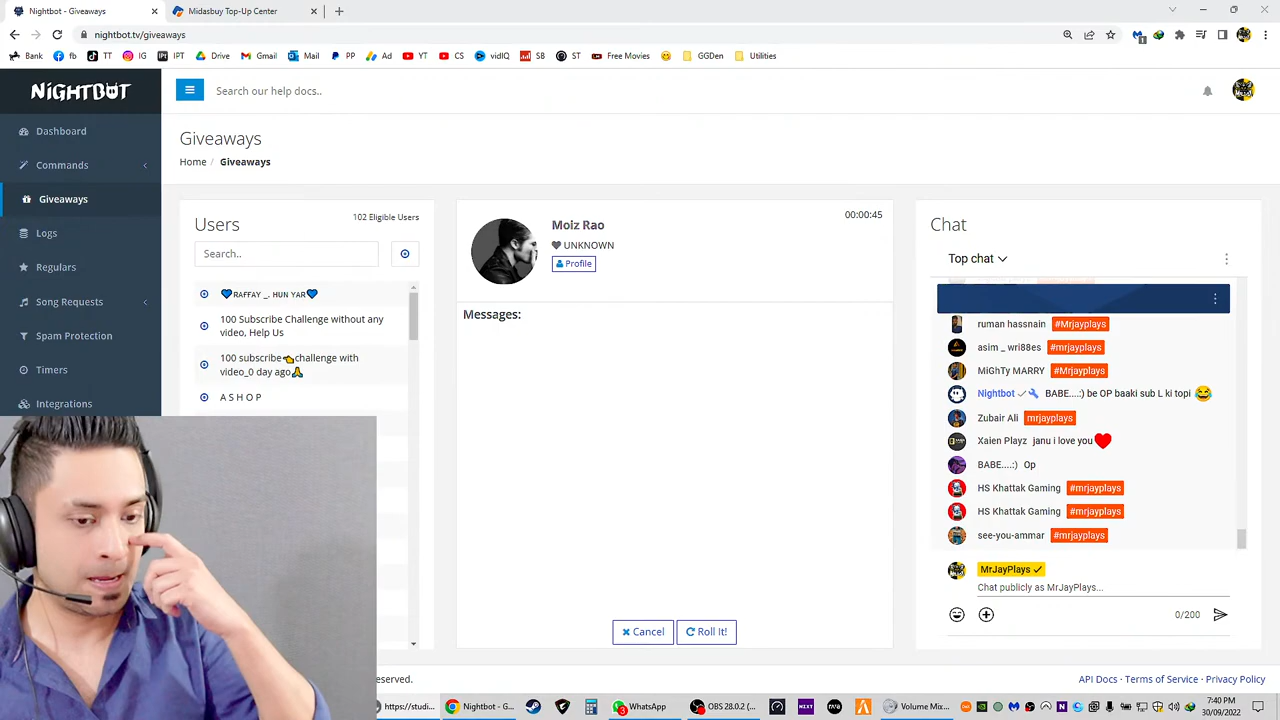 Nightbot - Giveaways
Midasbuy Top-Up Center
nightbot.tv/giveaways
Bank
fb
TT
IG
IPT
Drive
Gmail
Mail
PP
Ad
YT
CS
vidIQ
SB
ST
Free Movies
GGDen
Utilities
NIGHTBOT
Search our help docs..
Dashboard
Commands
Giveaways
Logs
Regulars
Song Requests
Spam Protection
Timers
Integrations
Giveaways
Home / Giveaways
Users
102 Eligible Users
Search..
💙ʀᴀғғᴀʏ _. ʜᴜɴ ʏᴀʀ💙
100 Subscribe Challenge without any
video, Help Us
100 subscribe👈challenge with
video_0 day ago🙏
A S H O P
Moiz Rao
00:00:45
UNKNOWN
Profile
Messages:
Cancel
Roll It!
Chat
Top chat
ruman hassnain #Mrjayplays
asim _ wri88es #mrjayplays
MiGhTy MARRY #Mrjayplays
Nightbot BABE....:) be OP baaki sub L ki topi 😂
Zubair Ali mrjayplays
Xaien Playz janu i love you❤
BABE....:) Op
HS Khattak Gaming #mrjayplays
HS Khattak Gaming #mrjayplays
see-you-ammar #mrjayplays
MrJayPlays
Chat publicly as MrJayPlays...
0/200
eserved.
API Docs - Terms of Service - Privacy Policy
https://studi...
Nightbot - G...
3
WhatsApp
OBS 28.0.2 (...
NIXT
Volume Mix...
7:40 PM
30/09/2022